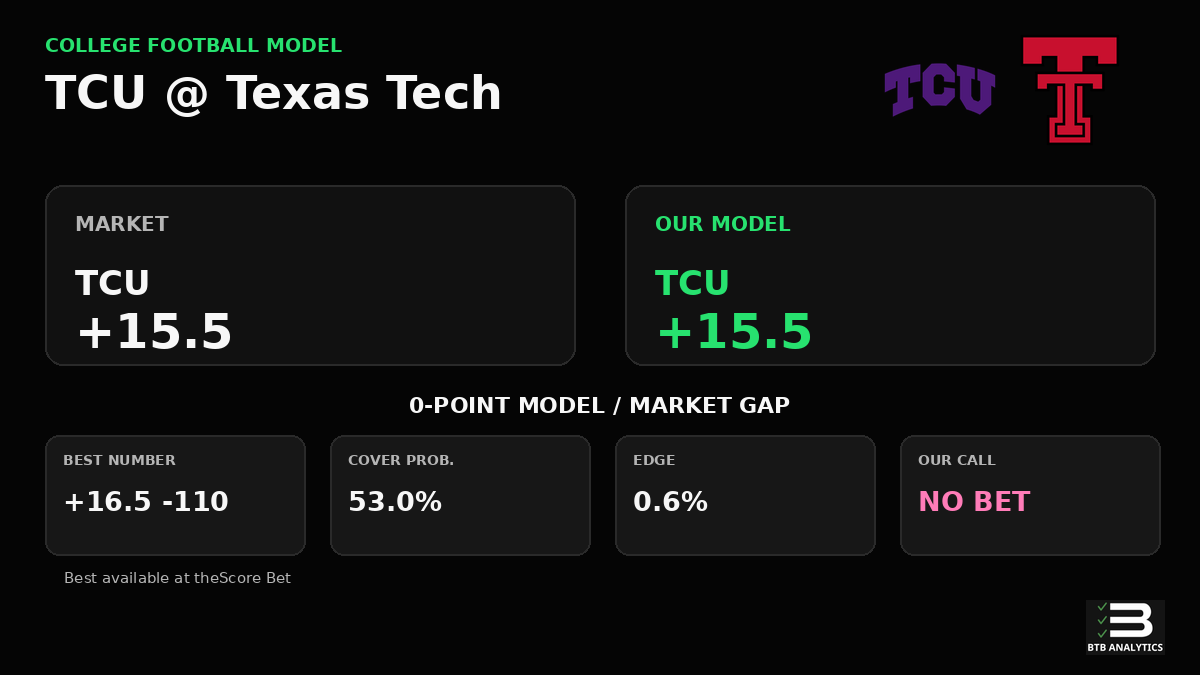 COLLEGE FOOTBALL MODEL
TCU @ Texas Tech
TCU
T
T
MARKET
TCU
+15.5
OUR MODEL
TCU
+15.5
0-POINT MODEL / MARKET GAP
BEST NUMBER
+16.5 -110
COVER PROB.
53.0%
EDGE
0.6%
OUR CALL
NO BET
Best available at theScore Bet
B
BTB ANALYTICS